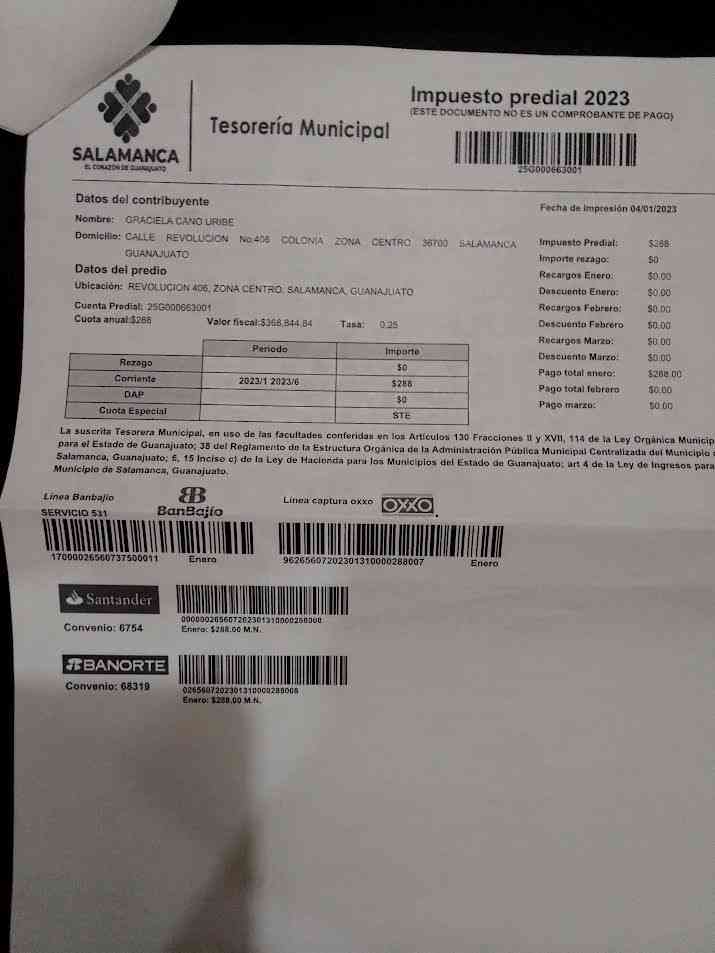 Impuesto predial 2023
(ESTE DOCUMENTO NO ES UN COMPROBANTE DE PAGO)
Tesorería Municipal
SALAMANCA
EL CORAZÓN DE GUANAJUATO
25G000663001
Datos del contribuyente
Fecha de impresión 04/01/2023
Nombre: GRACIELA CANO URIBE
Domicilio: CALLE REVOLUCION No.406 COLONIA ZONA CENTRO 36700 SALAMANCA
GUANAJUATO
Datos del predio
Ubicación: REVOLUCION 406, ZONA CENTRO, SALAMANCA, GUANAJUATO
Cuenta Predial: 25G000663001
Cuota anual:$288 Valor fiscal:$368,844.84 Tasa: 0.25
Impuesto Predial: $288
Importe rezago: $0
Recargos Enero: $0.00
Descuento Enero: $0.00
Recargos Febrero: $0.00
Descuento Febrero $0.00
Recargos Marzo: $0.00
Descuento Marzo: $0.00
Pago total enero: $288.00
Pago total febrero $0.00
Pago marzo: $0.00
Periodo Importe
Rezago $0
Corriente 2023/1 2023/6 $288
DAP $0
Cuota Especial STE
La suscrita Tesorera Municipal, en uso de las facultades conferidas en los Artículos 130 Fracciones II y XVII, 114 de la Ley Orgánica Municip
para el Estado de Guanajuato; 35 del Reglamento de la Estructura Orgánica de la Administración Pública Municipal Centralizada del Municipio
Salamanca, Guanajuato; 5, 15 Inciso c) de la Ley de Hacienda para los Municipios del Estado de Guanajuato; art 4 de la Ley de Ingresos para
Municipio de Salamanca, Guanajuato.
Línea Banbajío
SERVICIO 531
BanBajío
Línea captura oxxo OXXO
17000026560737500011 Enero
96265607202301310000288007 Enero
Santander
Convenio: 6754
Enero: $288.00 M.N.
BANORTE
Convenio: 68319
0265607202301310000288008
Enero: $288.00 M.N.